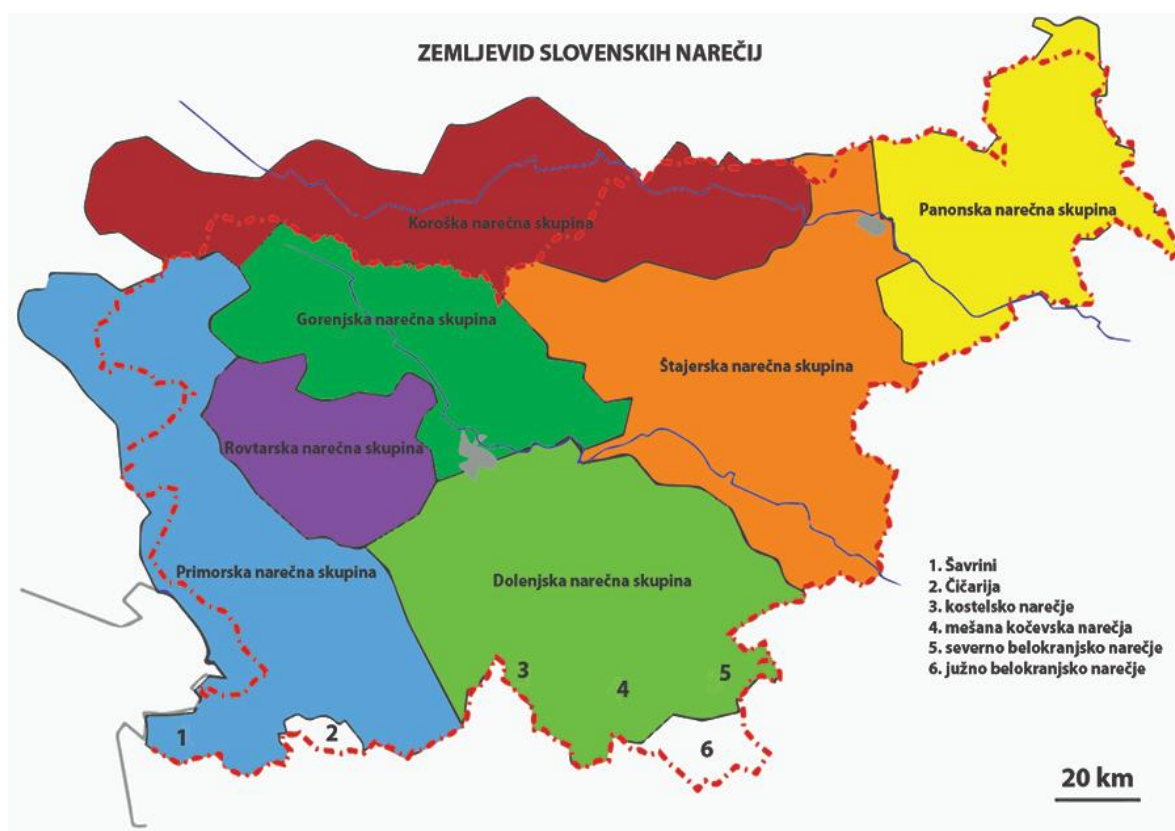 ZEMLJEVID SLOVENSKIH NAREČIJ
Panonska narečna skupina
Koroška narečna skupina
Gorenjska narečna skupina
Štajerska narečna skupina
Rovtarska narečna skupina
Primorska narečna skupina
Dolenjska narečna skupina
1. Šavrini
2. Čičarija
3. kostelsko narečje
4. mešana kočevska narečja
5. severno belokranjsko narečje
6. južno belokranjsko narečje
3
5
4
1
2
6
20 km